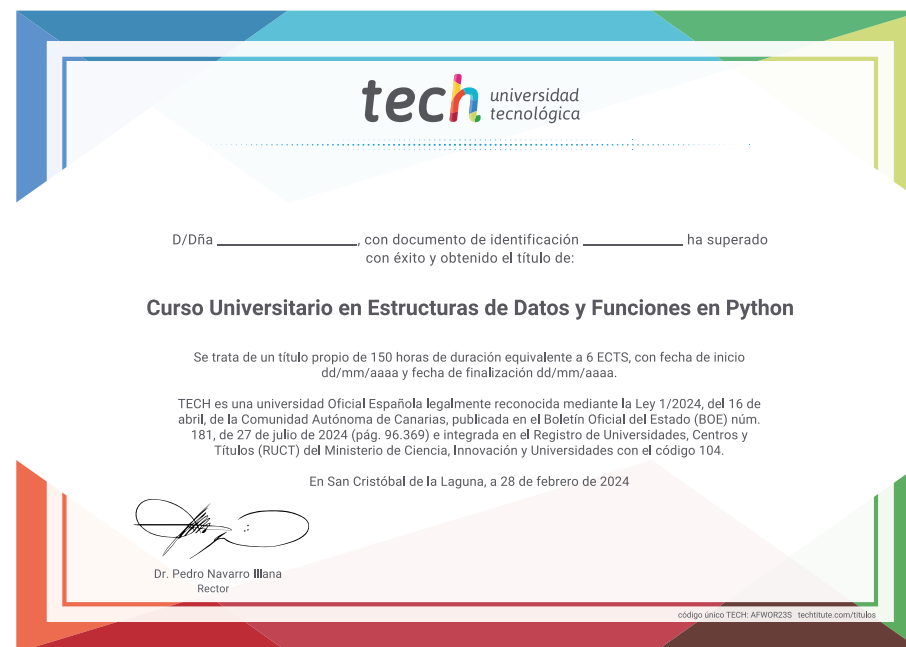 tech universidad
tecnológica
D/Dña ____________________, con documento de identificación ______________ ha superado
con éxito y obtenido el título de:
Curso Universitario en Estructuras de Datos y Funciones en Python
Se trata de un título propio de 150 horas de duración equivalente a 6 ECTS, con fecha de inicio
dd/mm/aaaa y fecha de finalización dd/mm/aaaa.
TECH es una universidad Oficial Española legalmente reconocida mediante la Ley 1/2024, del 16 de
abril, de la Comunidad Autónoma de Canarias, publicada en el Boletín Oficial del Estado (BOE) núm.
181, de 27 de julio de 2024 (pág. 96.369) e integrada en el Registro de Universidades, Centros y
Títulos (RUCT) del Ministerio de Ciencia, Innovación y Universidades con el código 104.
En San Cristóbal de la Laguna, a 28 de febrero de 2024
Dr. Pedro Navarro Illana
Rector
código único TECH: AFWOR23S techtitute.com/titulos